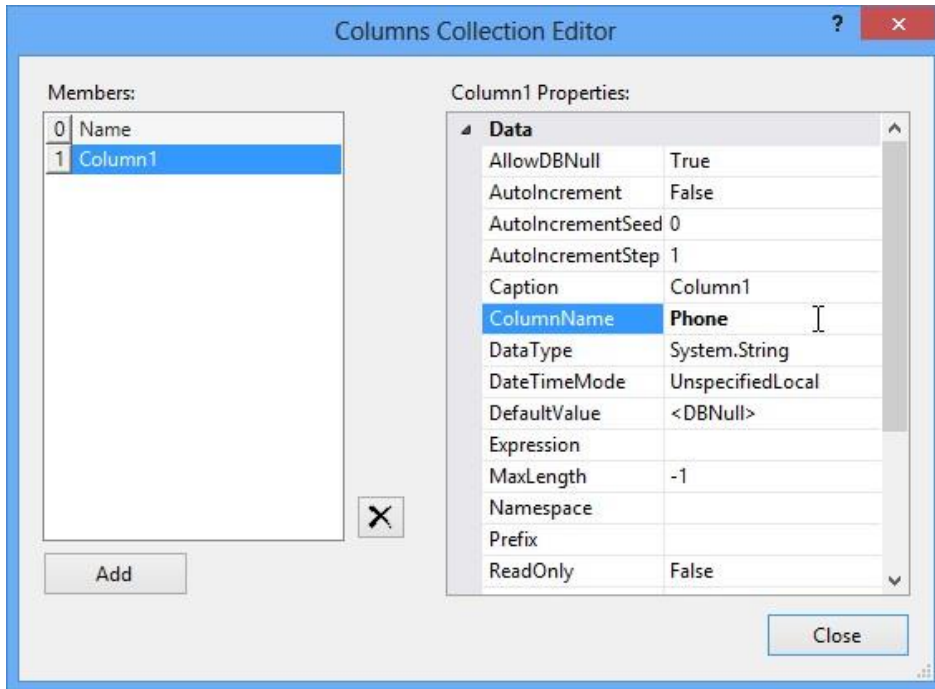 Columns Collection Editor
?
Members:
0 Name
1 Column1
Add
Column1 Properties:
Data
AllowDBNull True
AutoIncrement False
AutoIncrementSeed 0
AutoIncrementStep 1
Caption Column1
ColumnName Phone
DataType System.String
DateTimeMode UnspecifiedLocal
DefaultValue <DBNull>
Expression
MaxLength -1
Namespace
Prefix
ReadOnly False
Close